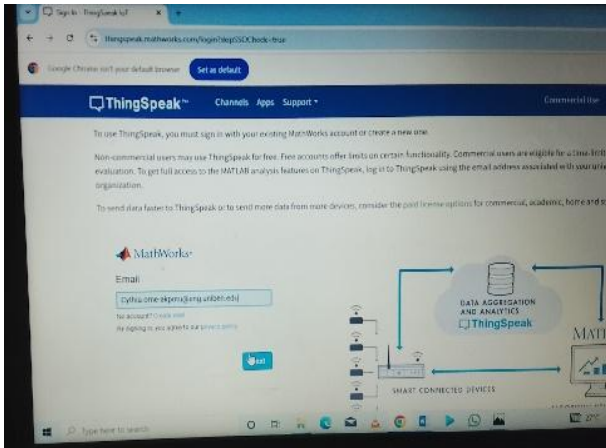 Sign In - ThingSpeak IoT
thingspeak.mathworks.com/login?skipSSOCheck=true
Google Chrome isn't your default browser
Set as default
ThingSpeak™
Channels Apps Support
Commercial Use
To use ThingSpeak, you must sign in with your existing MathWorks account or create a new one.
Non-commercial users may use ThingSpeak for free. Free accounts offer limits on certain functionality. Commercial users are eligible for a time-limit
evaluation. To get full access to the MATLAB analysis features on ThingSpeak, log in to ThingSpeak using the email address associated with your univ
organization.
To send data faster to ThingSpeak or to send more data from more devices, consider the paid license options for commercial, academic, home and s
MathWorks
Email
No account? Create one!
By signing in you agree to our privacy policy.
DATA AGGREGATION
AND ANALYTICS
ThingSpeak
MAT
SMART CONNECTED DEVICES
Type here to search